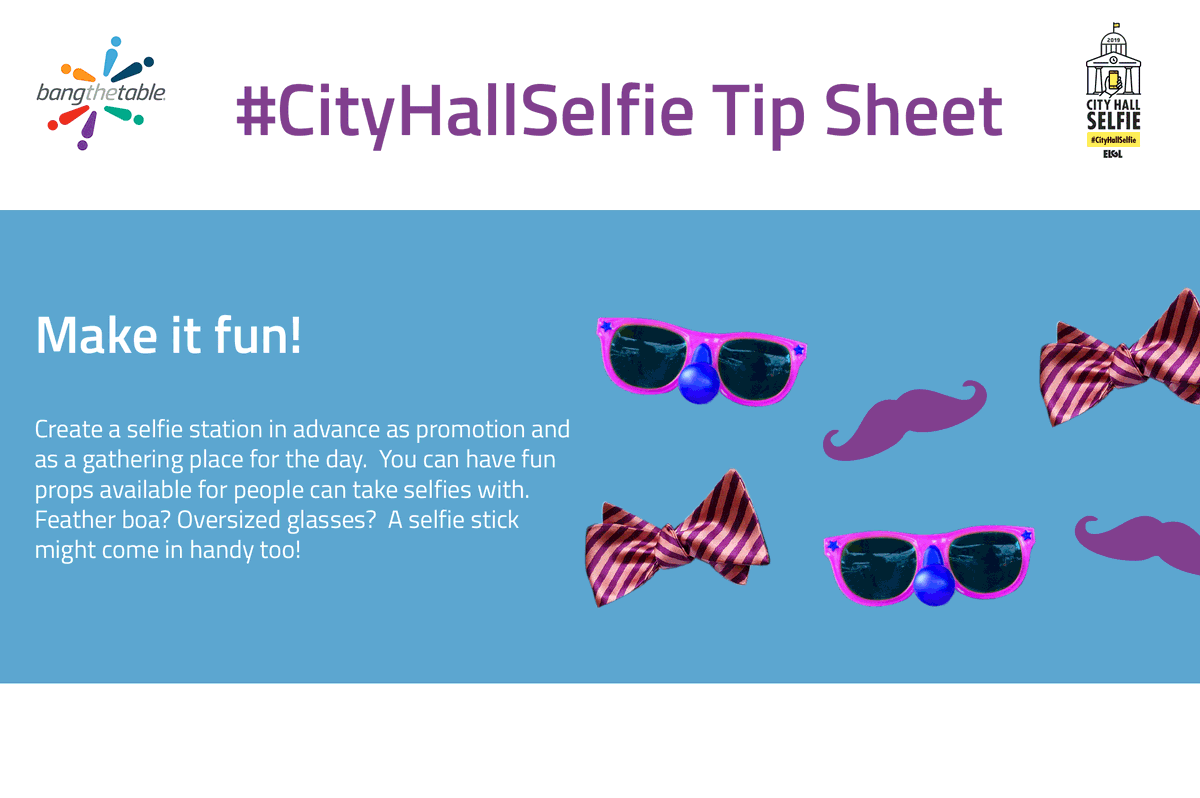 bangthetable.
#CityHallSelfie Tip Sheet
2019
CITY HALL
SELFIE
#CityHallSelfie
ELGL
Make it fun!
Create a selfie station in advance as promotion and
as a gathering place for the day.  You can have fun
props available for people can take selfies with.
Feather boa? Oversized glasses?  A selfie stick
might come in handy too!